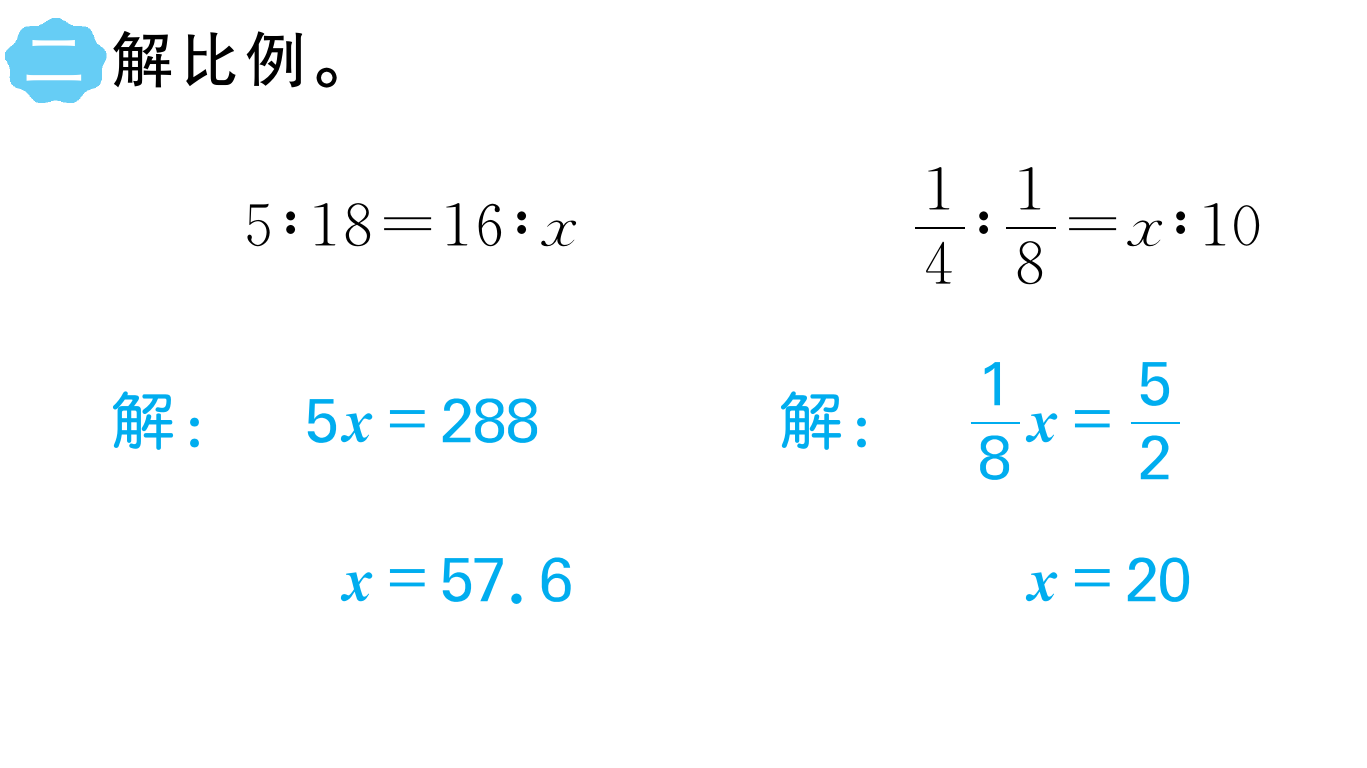 二 解比例。
5∶18＝16∶x
1/4∶1/8＝x∶10
解： 5x＝288
解： 1/8x＝5/2
x＝57.6
x＝20